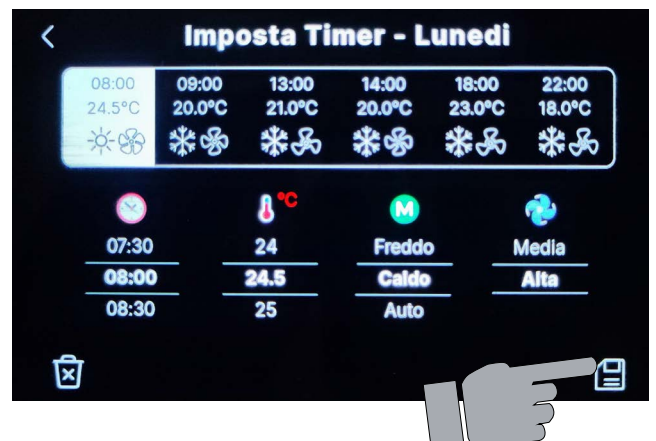 Imposta Timer - Lunedi
08:00 09:00 13:00 14:00 18:00 22:00
24.5°C 20.0°C 21.0°C 20.0°C 23.0°C 18.0°C
°C M
07:30 24 Freddo Media
08:00 24.5 Caldo Alta
08:30 25 Auto